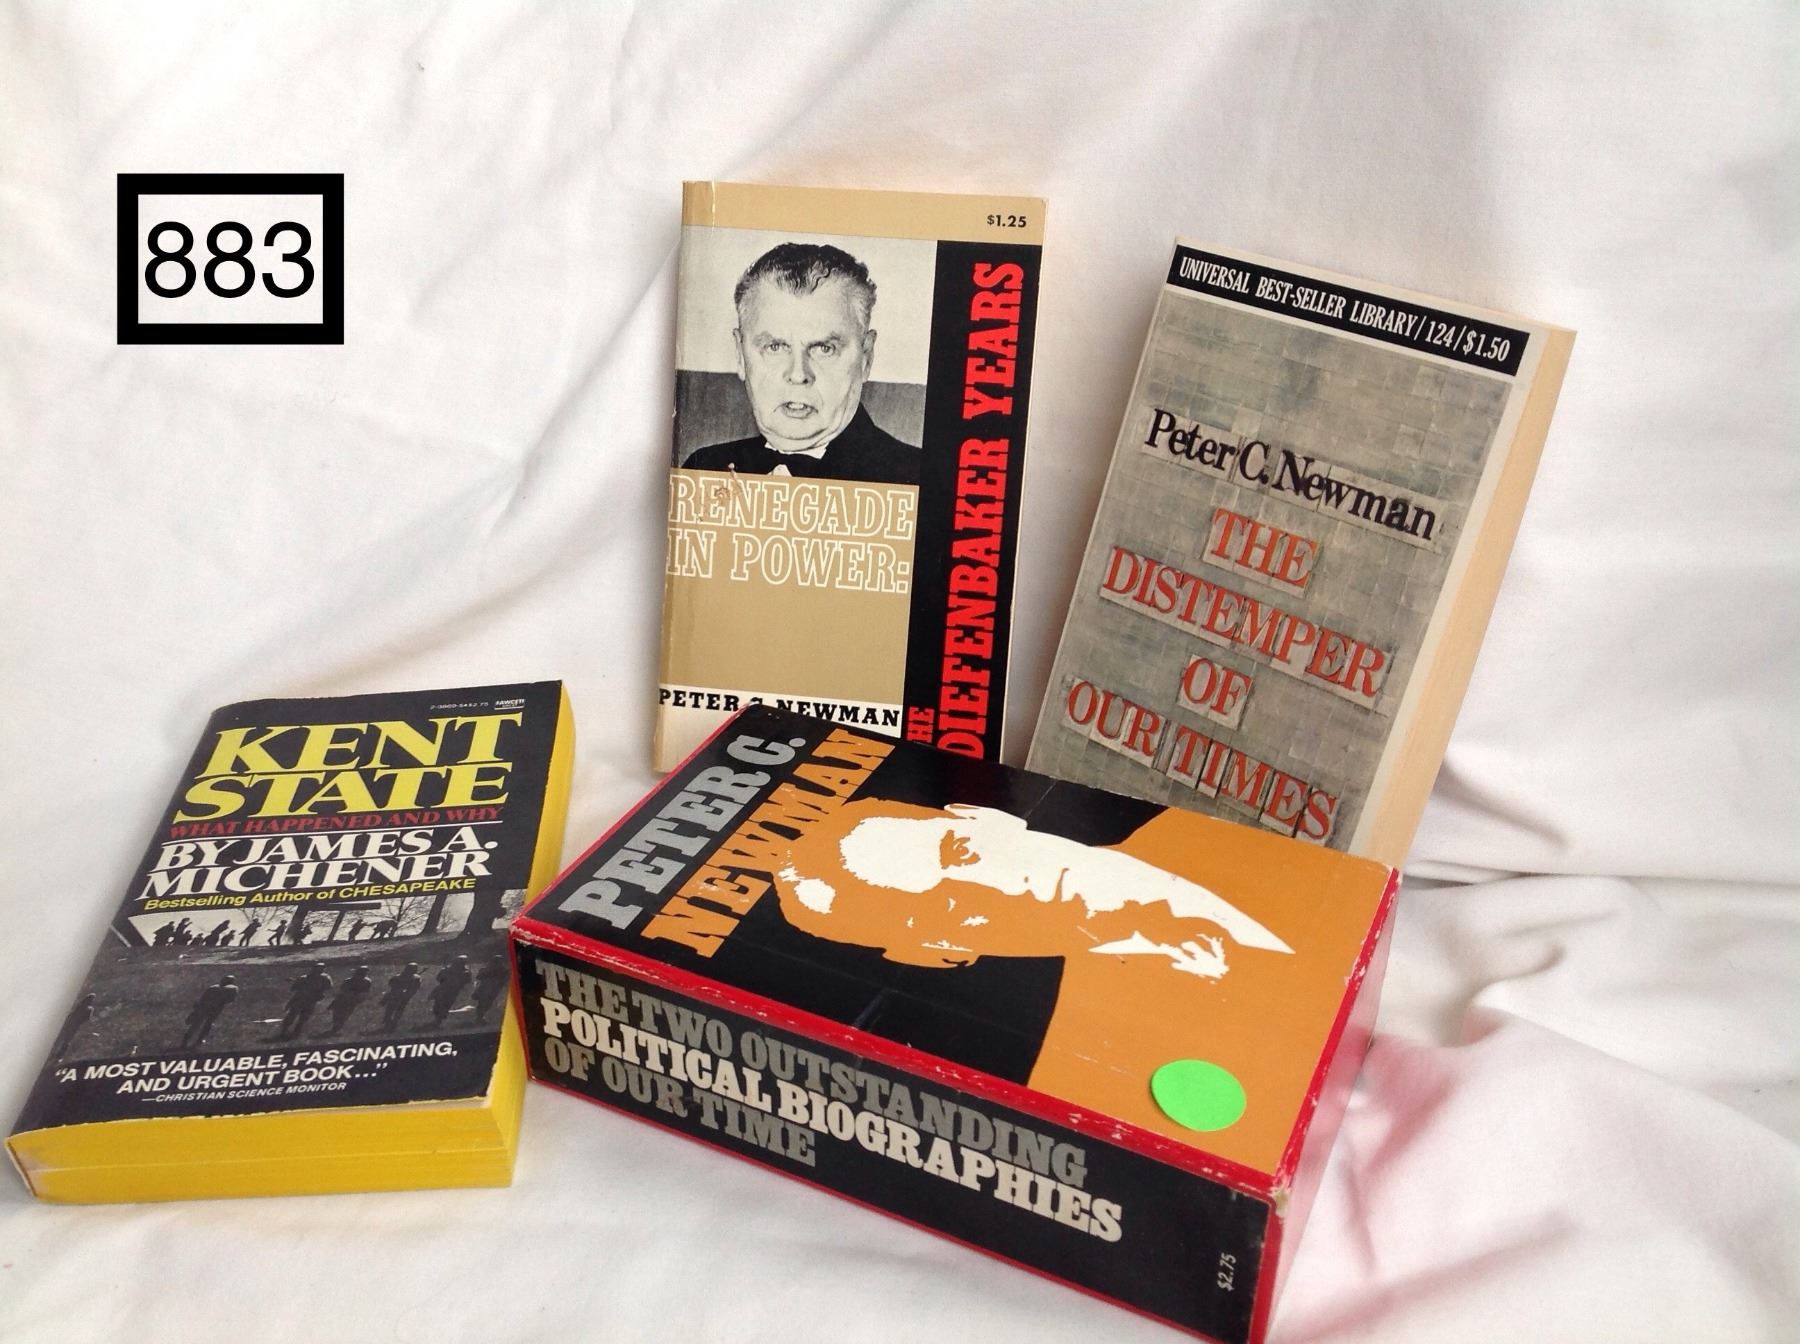 883
$1.25
RENEGADE
IN POWER:
THE DIEFENBAKER YEARS
PETER C. NEWMAN
UNIVERSAL BEST-SELLER LIBRARY/124/$1.50
Peter C. Newman
THE
DISTEMPER
OF
OUR TIMES
FAWCETT
KENT
STATE
WHAT HAPPENED AND WHY
BY JAMES A.
MICHENER
Bestselling Author of CHESAPEAKE
"A MOST VALUABLE, FASCINATING,
AND URGENT BOOK..."
—CHRISTIAN SCIENCE MONITOR
PETER C.
NEWMAN
THE TWO OUTSTANDING
POLITICAL BIOGRAPHIES
OF OUR TIME
$2.75